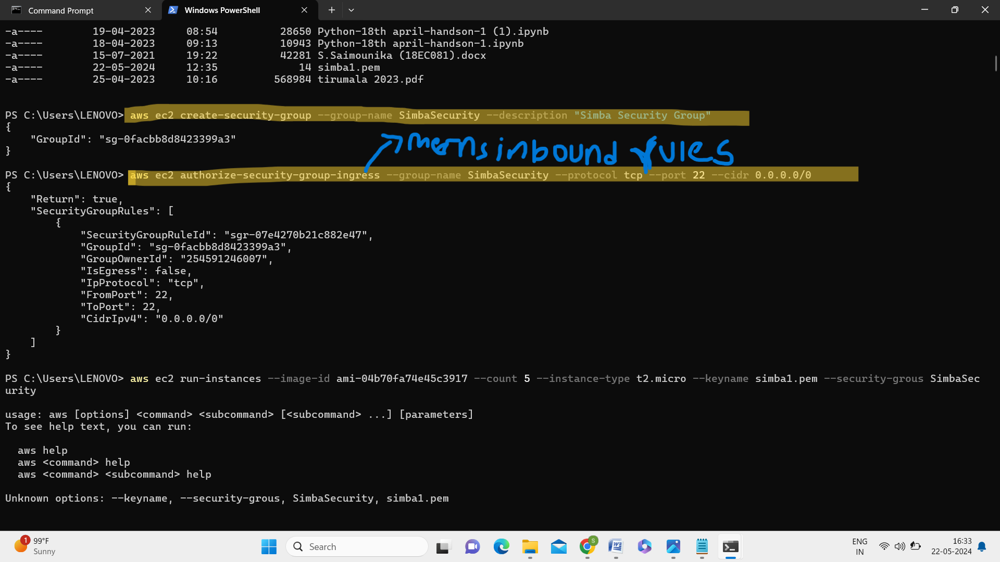 Command Prompt
Windows PowerShell
-a----        19-04-2023     08:54          28650 Python-18th april-handson-1 (1).ipynb
-a----        18-04-2023     09:13          10943 Python-18th april-handson-1.ipynb
-a----        15-07-2021     19:22          42281 S.Saimounika (18EC081).docx
-a----        22-05-2024     12:35             14 simba1.pem
-a----        25-04-2023     10:16         568984 tirumala 2023.pdf
PS C:\Users\LENOVO> aws ec2 create-security-group --group-name SimbaSecurity --description "Simba Security Group"
{
    "GroupId": "sg-0facbb8d8423399a3"
}
means inbound rules
PS C:\Users\LENOVO> aws ec2 authorize-security-group-ingress --group-name SimbaSecurity --protocol tcp --port 22 --cidr 0.0.0.0/0
{
    "Return": true,
    "SecurityGroupRules": [
        {
            "SecurityGroupRuleId": "sgr-07e4270b21c882e47",
            "GroupId": "sg-0facbb8d8423399a3",
            "GroupOwnerId": "254591246007",
            "IsEgress": false,
            "IpProtocol": "tcp",
            "FromPort": 22,
            "ToPort": 22,
            "CidrIpv4": "0.0.0.0/0"
        }
    ]
}
PS C:\Users\LENOVO> aws ec2 run-instances --image-id ami-04b70fa74e45c3917 --count 5 --instance-type t2.micro --keyname simba1.pem --security-grous SimbaSec
urity
usage: aws [options] <command> <subcommand> [<subcommand> ...] [parameters]
To see help text, you can run:
  aws help
  aws <command> help
  aws <command> <subcommand> help
Unknown options: --keyname, --security-grous, SimbaSecurity, simba1.pem
1
99°F
Sunny
Search
S
ENG
IN
16:33
22-05-2024